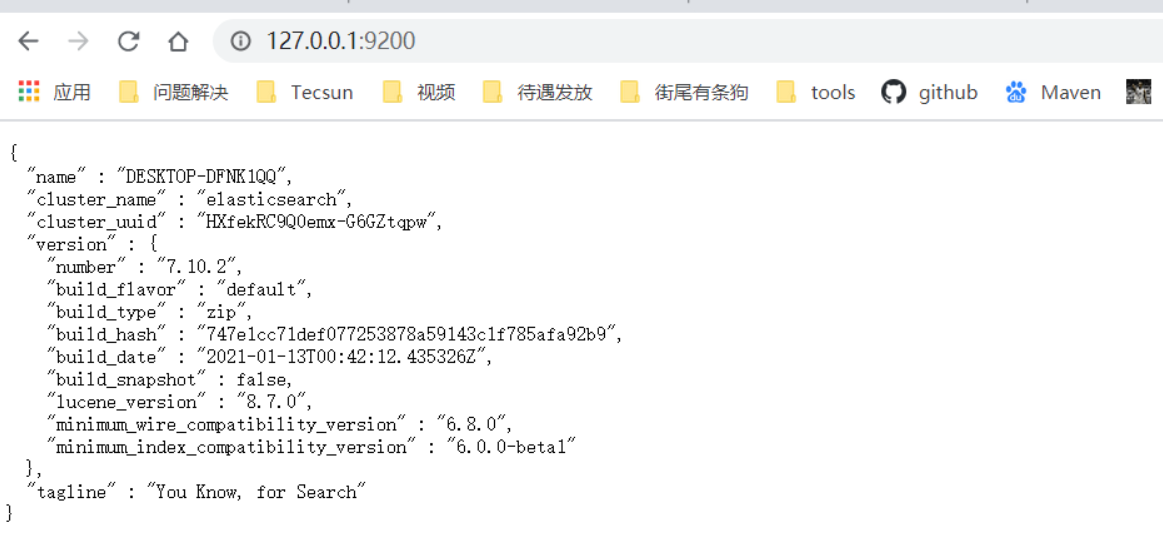 127.0.0.1:9200
应用 问题解决 Tecsun 视频 待遇发放 街尾有条狗 tools github Maven
{
"name" : "DESKTOP-DFNK1QQ",
"cluster_name" : "elasticsearch",
"cluster_uuid" : "HXfekRC9Q0emx-G6GZtqpw",
"version" : {
"number" : "7.10.2",
"build_flavor" : "default",
"build_type" : "zip",
"build_hash" : "747e1cc71def077253878a59143c1f785afa92b9",
"build_date" : "2021-01-13T00:42:12.435326Z",
"build_snapshot" : false,
"lucene_version" : "8.7.0",
"minimum_wire_compatibility_version" : "6.8.0",
"minimum_index_compatibility_version" : "6.0.0-beta1"
},
"tagline" : "You Know, for Search"
}